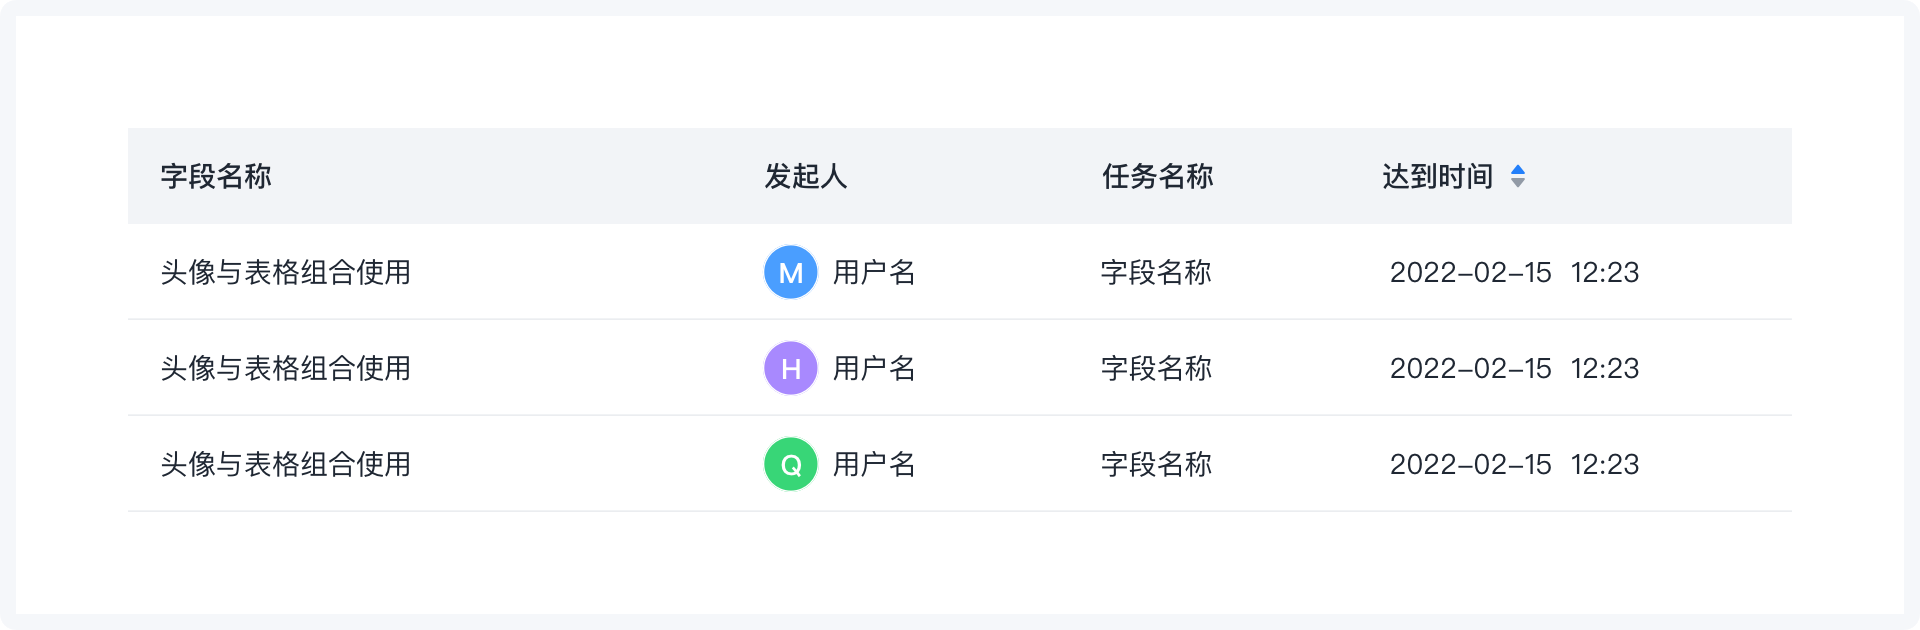 字段名称 发起人 任务名称 达到时间
头像与表格组合使用 M 用户名 字段名称 2022-02-15 12:23
头像与表格组合使用 H 用户名 字段名称 2022-02-15 12:23
头像与表格组合使用 Q 用户名 字段名称 2022-02-15 12:23